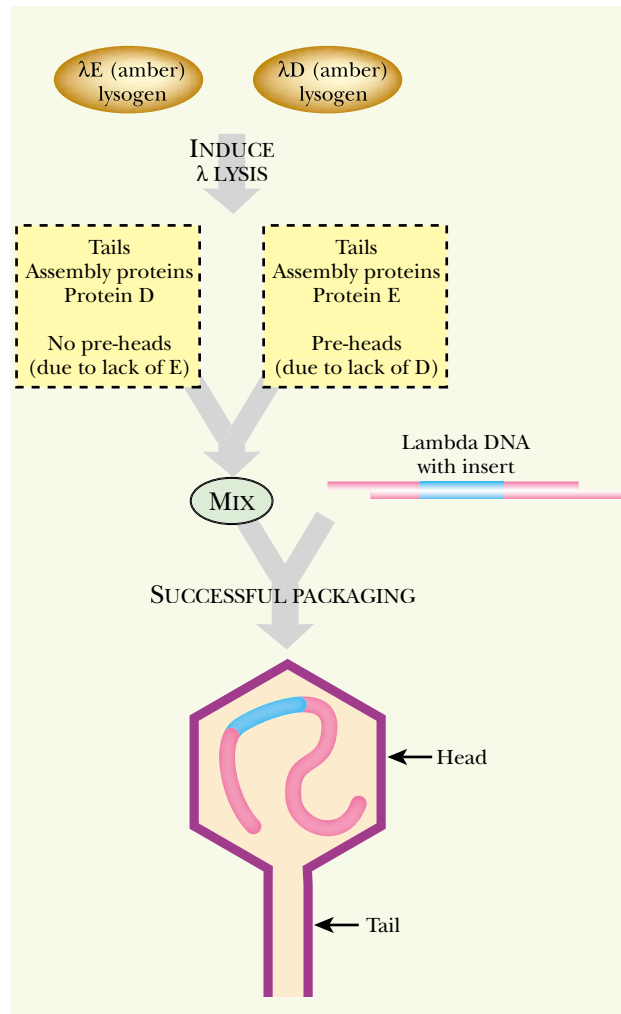 λE (amber)
lysogen
λD (amber)
lysogen
INDUCE
λ LYSIS
Tails
Assembly proteins
Protein D
No pre-heads
(due to lack of E)
Tails
Assembly proteins
Protein E
Pre-heads
(due to lack of D)
Lambda DNA
with insert
MIX
SUCCESSFUL PACKAGING
Head
Tail